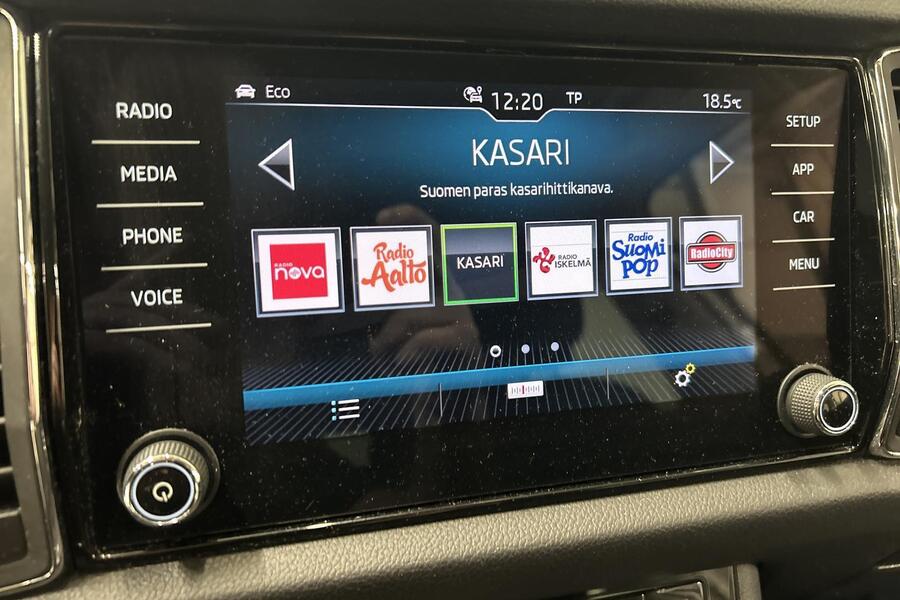 Eco
12:20
TP
18.5°C
RADIO
MEDIA
PHONE
VOICE
KASARI
Suomen paras kasarihittikanava.
RADIO
nova
Radio
Aalto
KASARI
RADIO
ISKELMÄ
Radio
SUOMI
POP
RadioCity
SETUP
APP
CAR
MENU